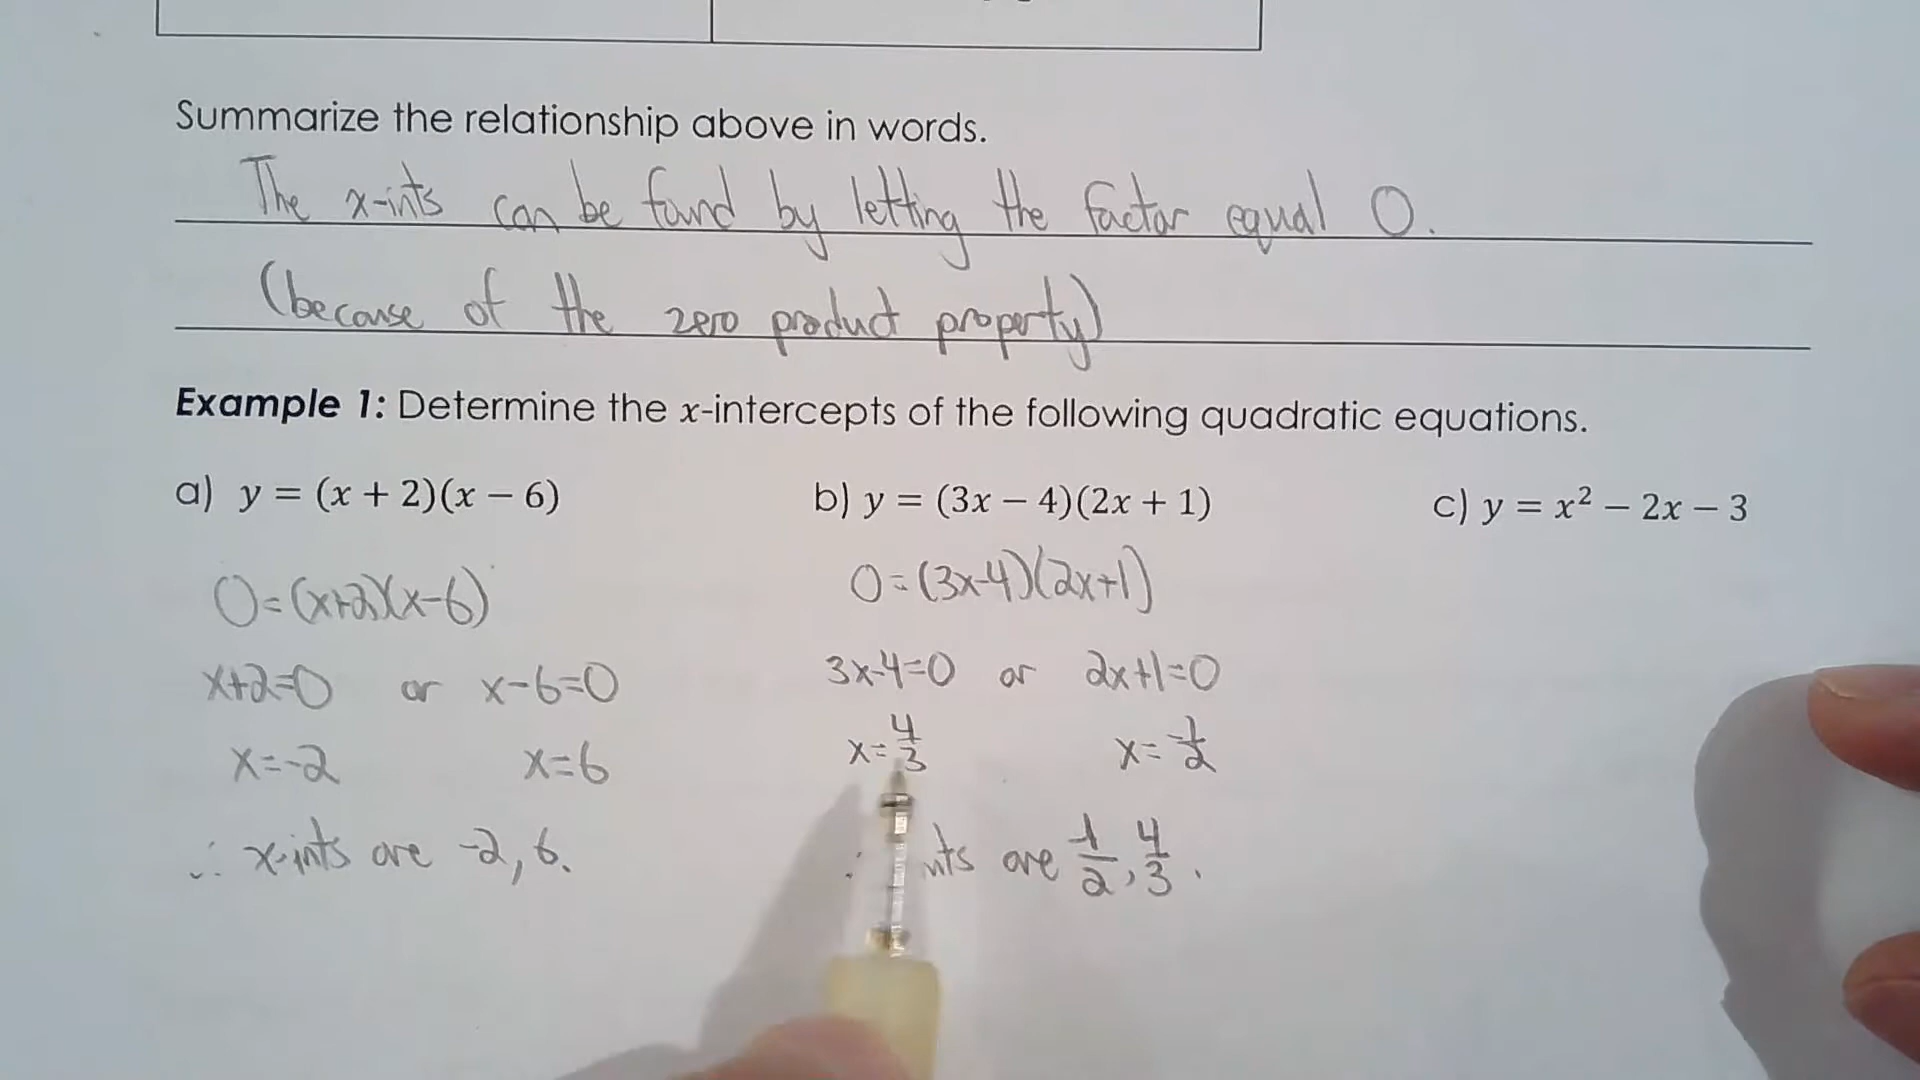 Summarize the relationship above in words.
The x-ints can be found by letting the factor equal 0.
(because of the zero product property)
Example 1: Determine the x-intercepts of the following quadratic equations.
a) y = (x + 2)(x − 6)
b) y = (3x − 4)(2x + 1)
c) y = x² − 2x − 3
0=(x+2)(x-6)
0=(3x-4)(2x+1)
x+2=0 or x-6=0
3x-4=0 or 2x+1=0
x=-2 x=6
x=4/3 x=-1/2
∴ x-ints are -2, 6.
nts are -1/2, 4/3.